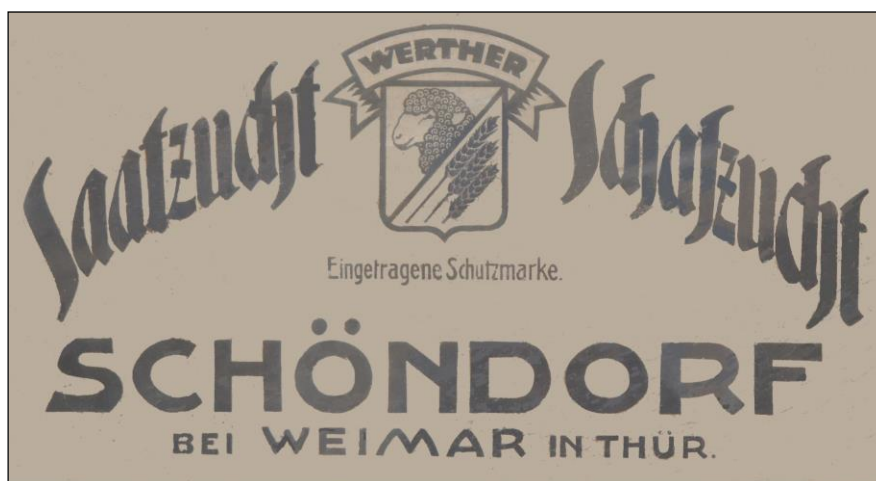 WERTHER
Saatzucht Schafzucht
Eingetragene Schutzmarke.
SCHÖNDORF
BEI WEIMAR IN THÜR.